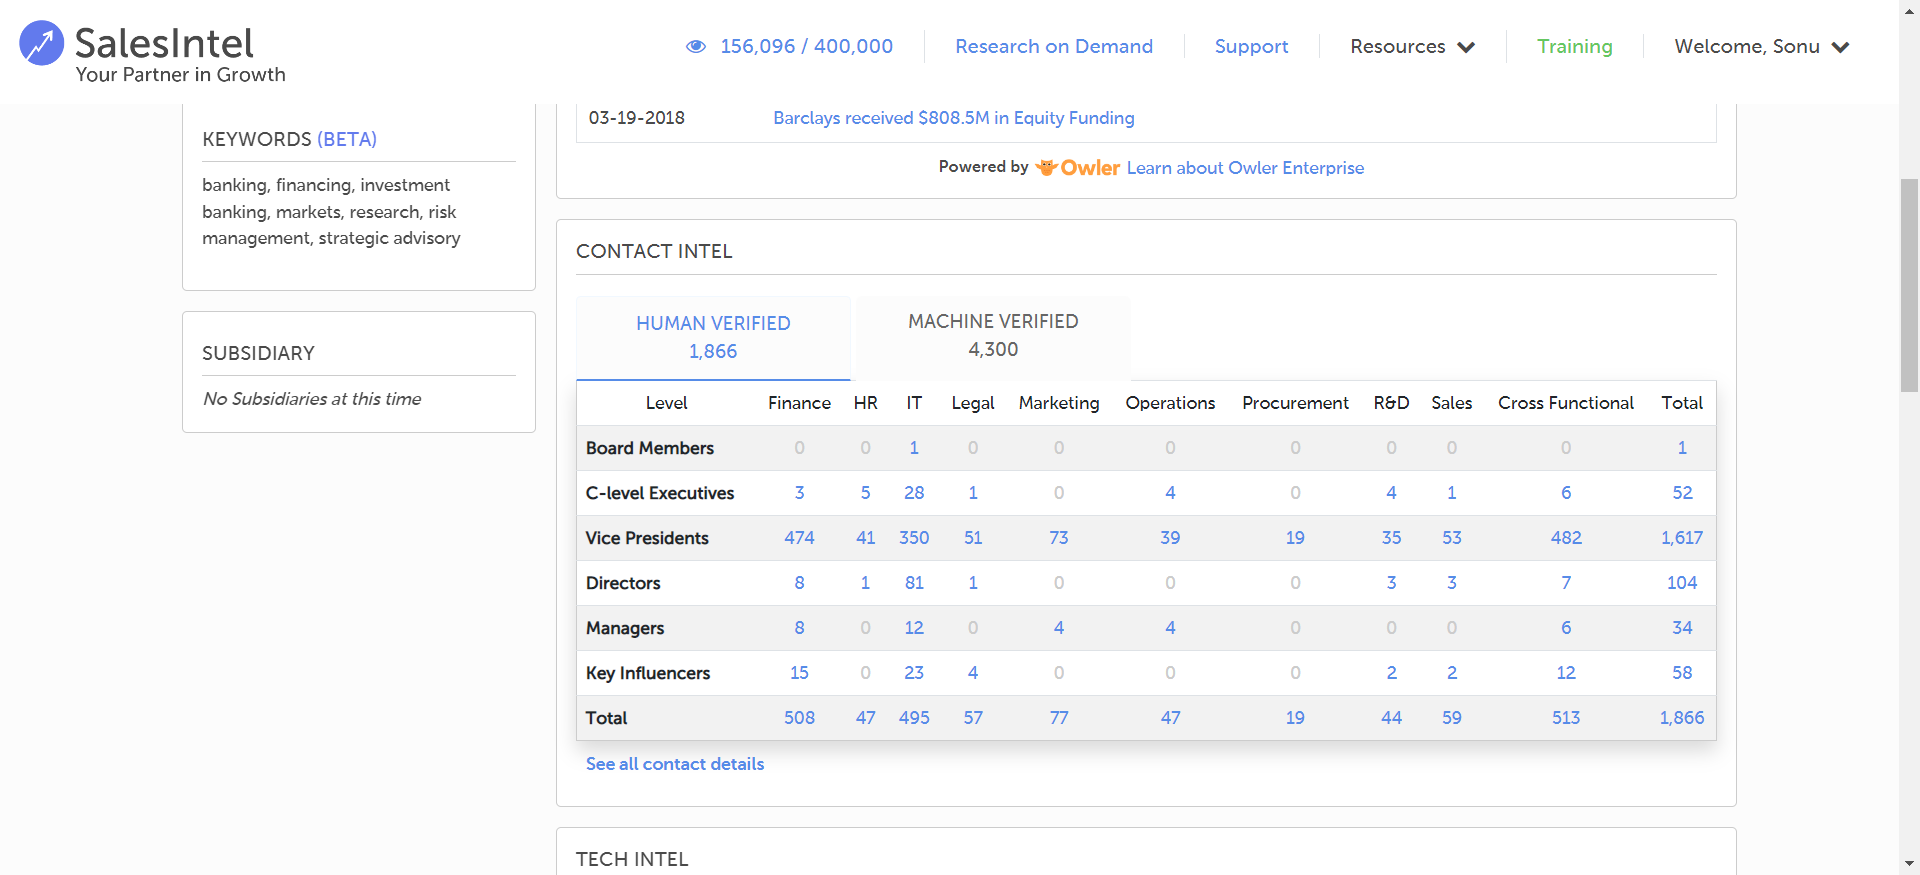 SalesIntel
Your Partner in Growth
156,096 / 400,000
Research on Demand
Support
Resources
Training
Welcome, Sonu
KEYWORDS (BETA)
banking, financing, investment
banking, markets, research, risk
management, strategic advisory
SUBSIDIARY
No Subsidiaries at this time
03-19-2018 Barclays received $808.5M in Equity Funding
Powered by Owler Learn about Owler Enterprise
CONTACT INTEL
HUMAN VERIFIED
1,866
MACHINE VERIFIED
4,300
Level Finance HR IT Legal Marketing Operations Procurement R&D Sales Cross Functional Total
Board Members 0 0 1 0 0 0 0 0 0 0 1
C-level Executives 3 5 28 1 0 4 0 4 1 6 52
Vice Presidents 474 41 350 51 73 39 19 35 53 482 1,617
Directors 8 1 81 1 0 0 0 3 3 7 104
Managers 8 0 12 0 4 4 0 0 0 6 34
Key Influencers 15 0 23 4 0 0 0 2 2 12 58
Total 508 47 495 57 77 47 19 44 59 513 1,866
See all contact details
TECH INTEL